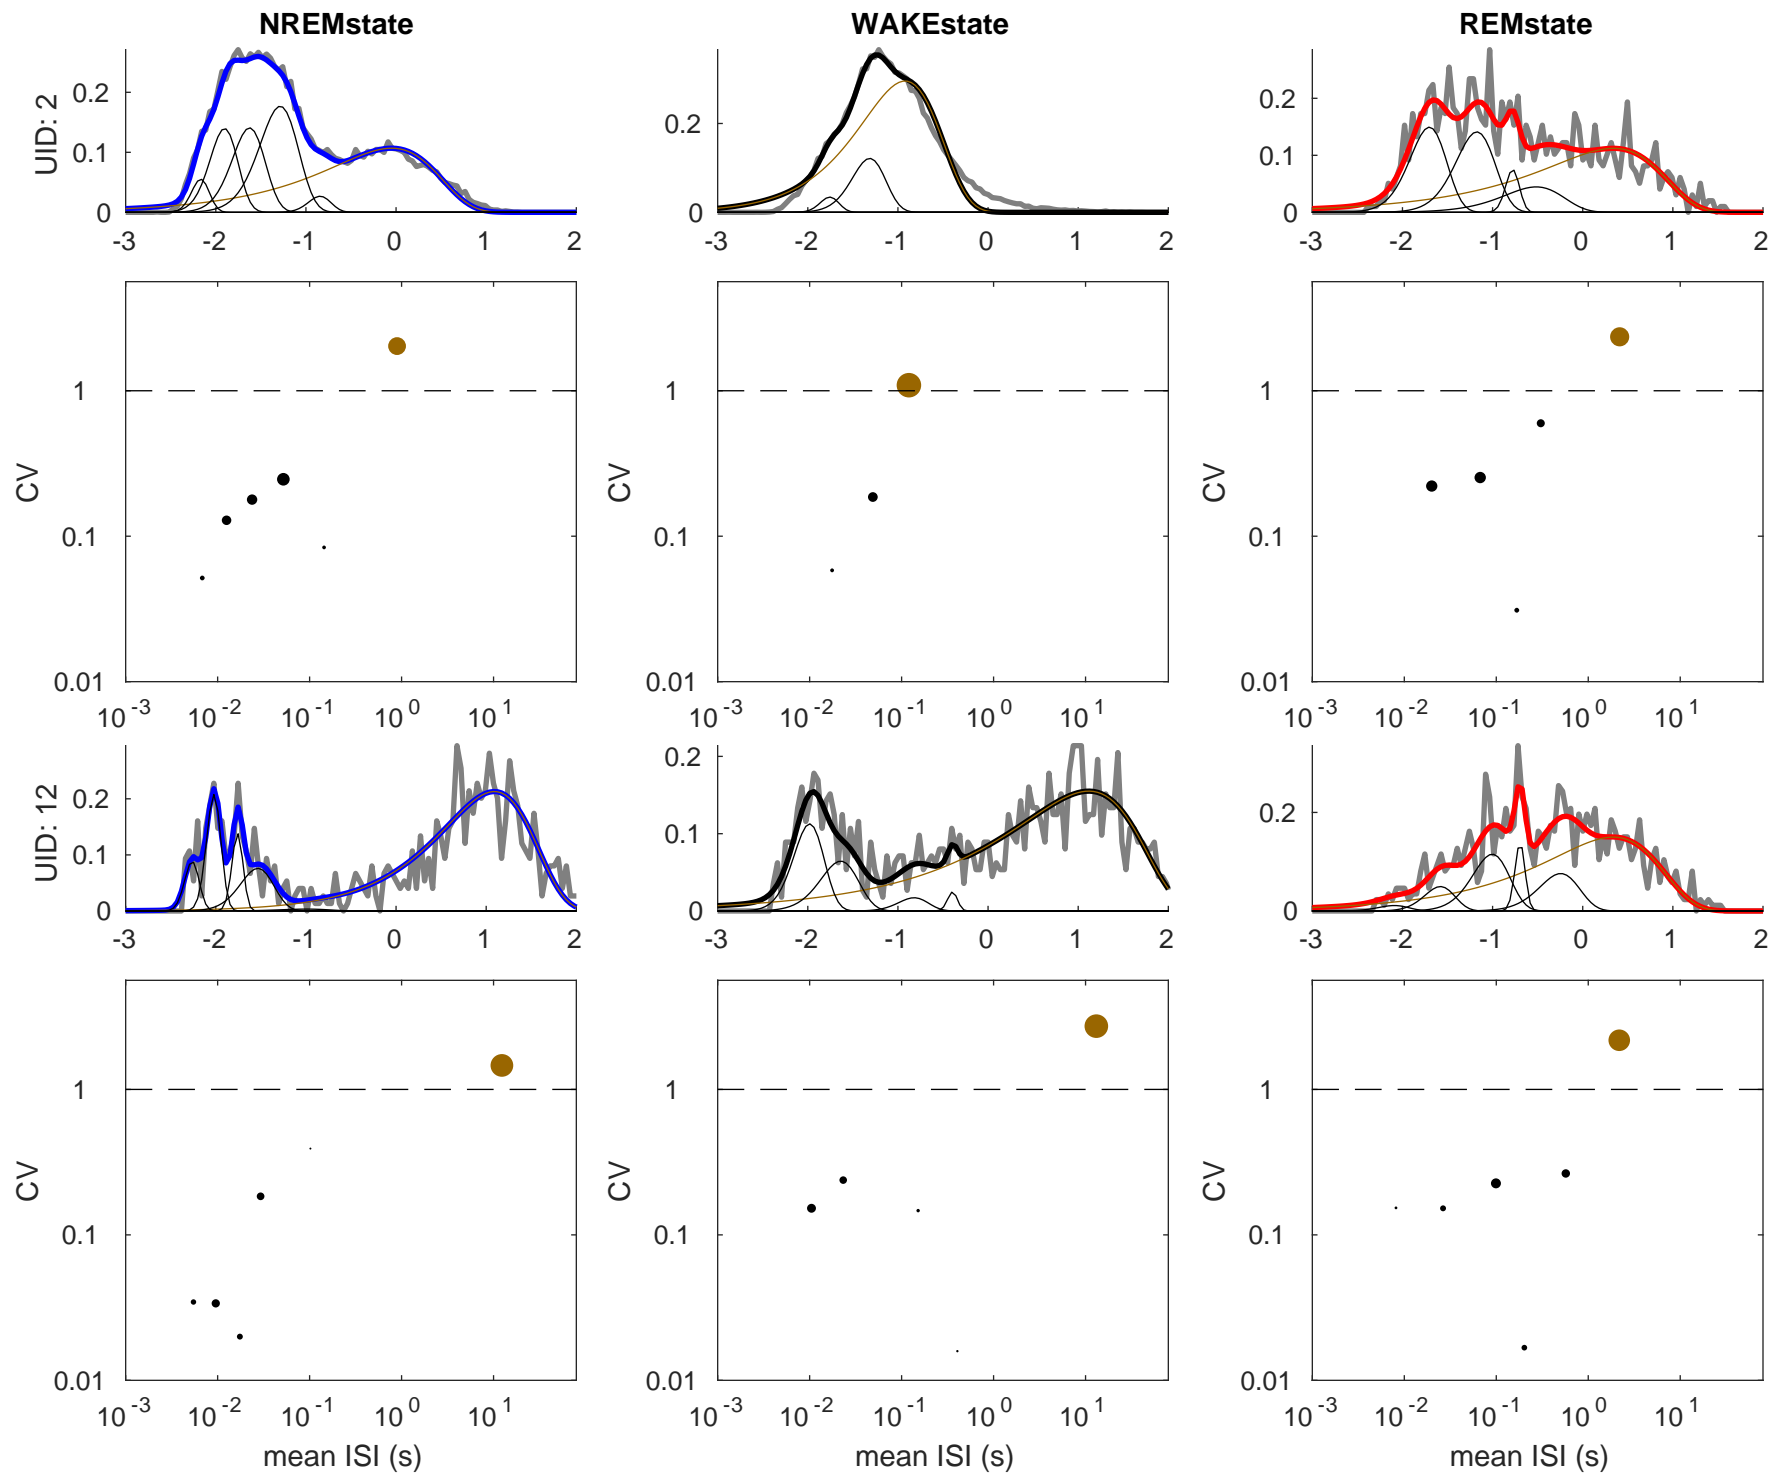 NREMstate WAKEstate REMstate
UID: 2
0.2 0.1 0
-3 -2 -1 0 1 2
0.2 0
-3 -2 -1 0 1 2
0.2 0.1 0
-3 -2 -1 0 1 2
CV
1 0.1 0.01
10^-3 10^-2 10^-1 10^0 10^1
CV
1 0.1 0.01
10^-3 10^-2 10^-1 10^0 10^1
CV
1 0.1 0.01
10^-3 10^-2 10^-1 10^0 10^1
UID: 12
0.2 0.1 0
-3 -2 -1 0 1 2
0.2 0.1 0
-3 -2 -1 0 1 2
0.2 0
-3 -2 -1 0 1 2
CV
1 0.1 0.01
10^-3 10^-2 10^-1 10^0 10^1
mean ISI (s)
CV
1 0.1 0.01
10^-3 10^-2 10^-1 10^0 10^1
mean ISI (s)
CV
1 0.1 0.01
10^-3 10^-2 10^-1 10^0 10^1
mean ISI (s)